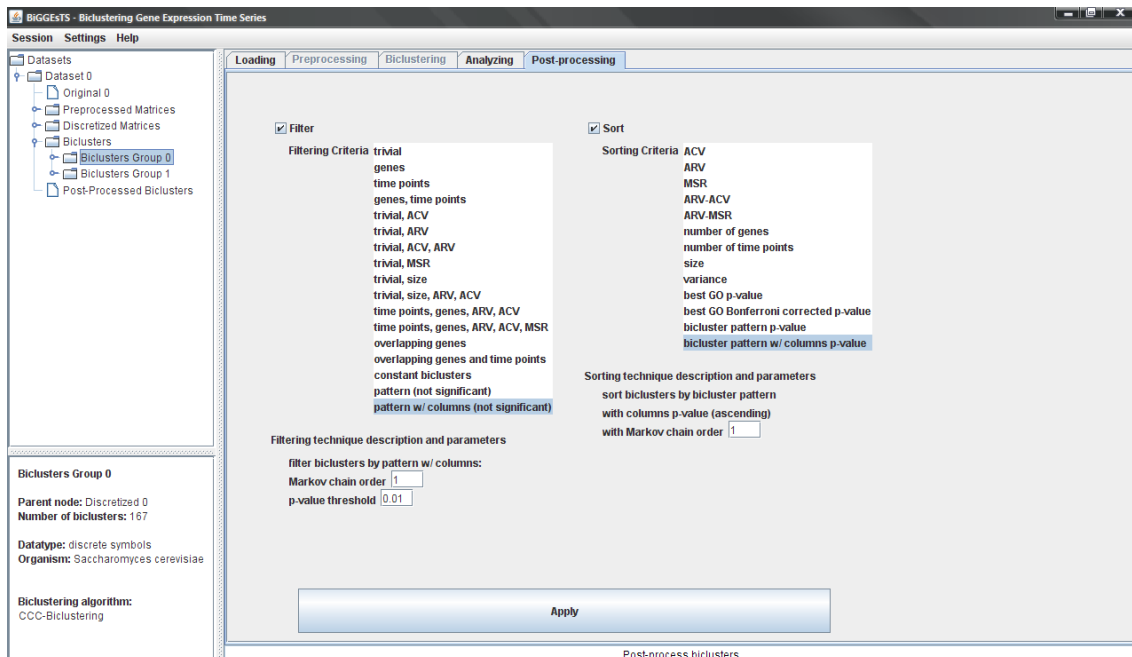 BiGGEsTS - Biclustering Gene Expression Time Series
Session Settings Help
Datasets
Dataset 0
Original 0
Preprocessed Matrices
Discretized Matrices
Biclusters
Biclusters Group 0
Biclusters Group 1
Post-Processed Biclusters
Biclusters Group 0
Parent node: Discretized 0
Number of biclusters: 167
Datatype: discrete symbols
Organism: Saccharomyces cerevisiae
Biclustering algorithm:
CCC-Biclustering
Loading Preprocessing Biclustering Analyzing Post-processing
Filter
Filtering Criteria trivial
genes
time points
genes, time points
trivial, ACV
trivial, ARV
trivial, ACV, ARV
trivial, MSR
trivial, size
trivial, size, ARV, ACV
time points, genes, ARV, ACV
time points, genes, ARV, ACV, MSR
overlapping genes
overlapping genes and time points
constant biclusters
pattern (not significant)
pattern w/ columns (not significant)
Filtering technique description and parameters
filter biclusters by pattern w/ columns:
Markov chain order 1
p-value threshold 0.01
Sort
Sorting Criteria ACV
ARV
MSR
ARV-ACV
ARV-MSR
number of genes
number of time points
size
variance
best GO p-value
best GO Bonferroni corrected p-value
bicluster pattern p-value
bicluster pattern w/ columns p-value
Sorting technique description and parameters
sort biclusters by bicluster pattern
with columns p-value (ascending)
with Markov chain order 1
Apply
Post-process biclusters